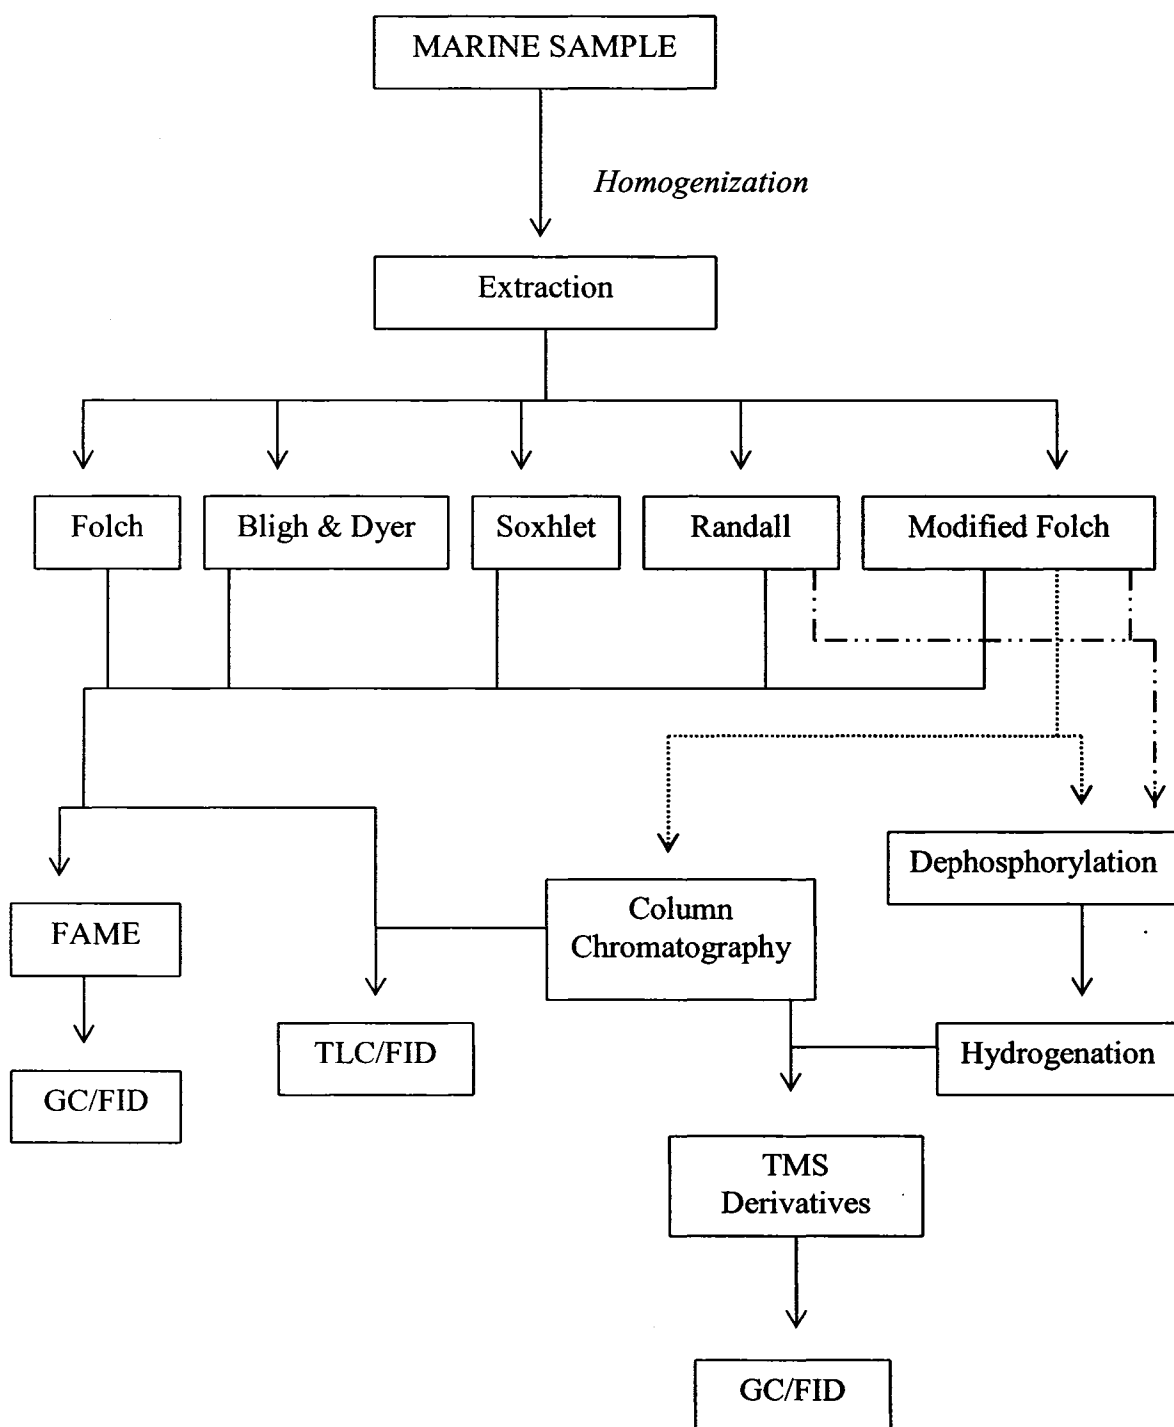 MARINE SAMPLE
Homogenization
Extraction
Folch
Bligh & Dyer
Soxhlet
Randall
Modified Folch
Dephosphorylation
Column
Chromatography
FAME
TLC/FID
Hydrogenation
GC/FID
TMS
Derivatives
GC/FID